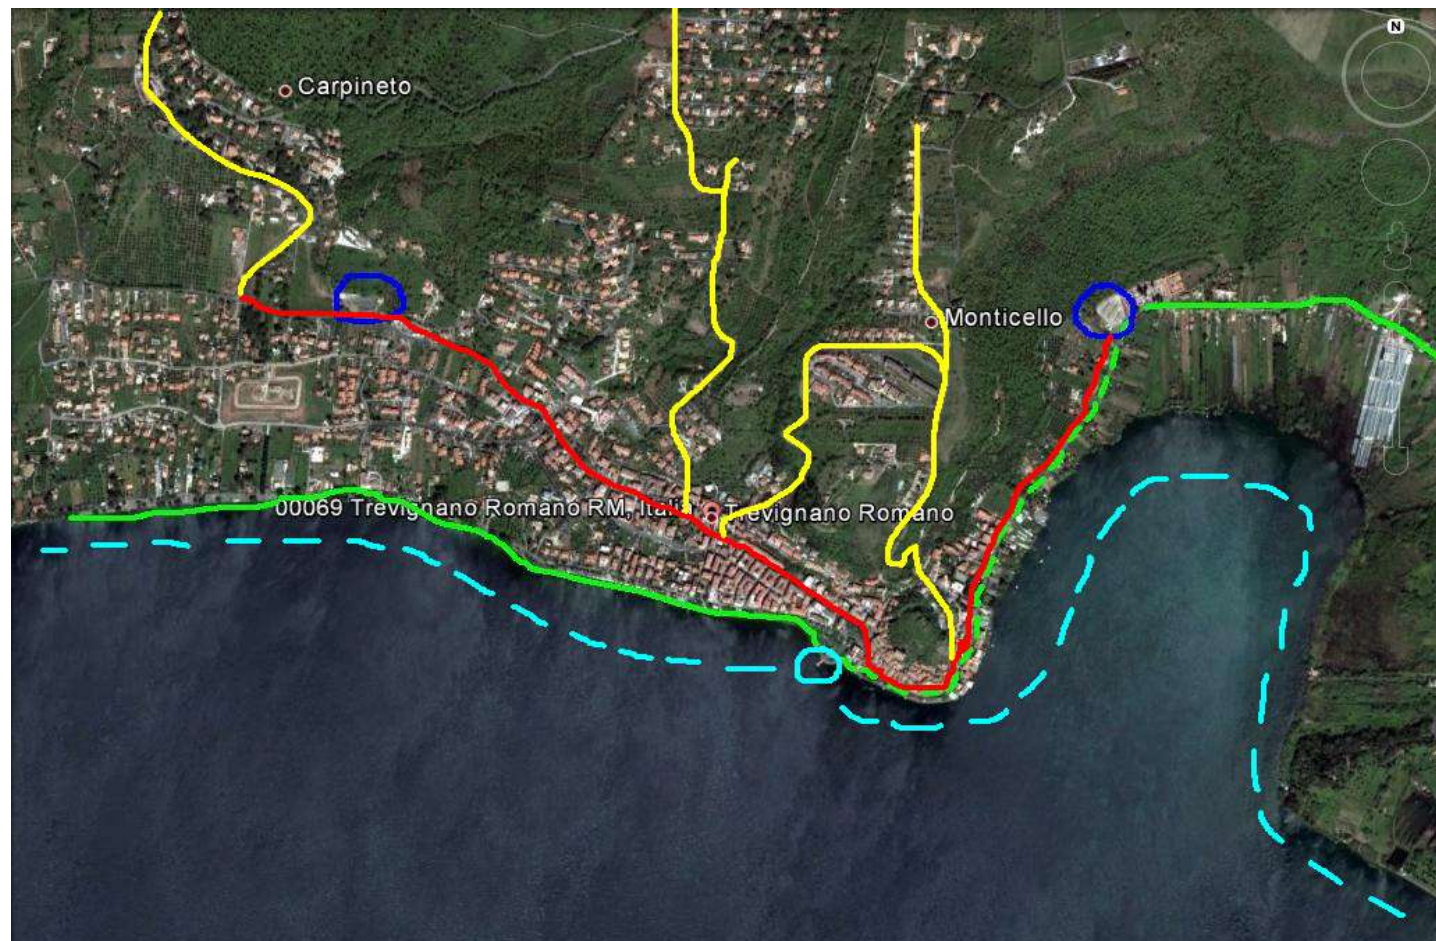 N
Carpineto
Monticello
00069 Trevignano Romano RM, Italia
Trevignano Romano